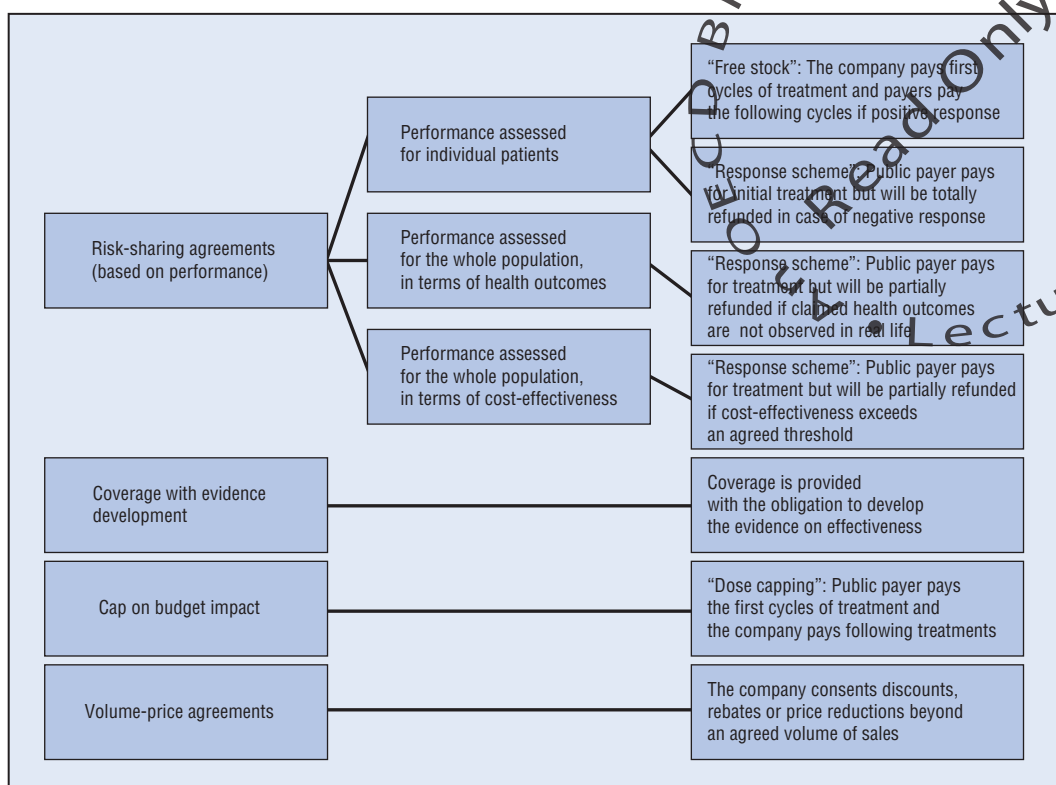 “Free stock”: The company pays first
cycles of treatment and payers pay
the following cycles if positive response
Performance assessed
for individual patients
“Response scheme”: Public payer pays
for initial treatment but will be totally
refunded in case of negative response
Risk-sharing agreements
(based on performance)
Performance assessed
for the whole population,
in terms of health outcomes
“Response scheme”: Public payer pays
for treatment but will be partially
refunded if claimed health outcomes
are not observed in real life
Performance assessed
for the whole population,
in terms of cost-effectiveness
“Response scheme”: Public payer pays
for treatment but will be partially refunded
if cost-effectiveness exceeds
an agreed threshold
Coverage with evidence
development
Coverage is provided
with the obligation to develop
the evidence on effectiveness
Cap on budget impact
“Dose capping”: Public payer pays
the first cycles of treatment and
the company pays following treatments
Volume-price agreements
The company consents discounts,
rebates or price reductions beyond
an agreed volume of sales
O E C D
Read Only